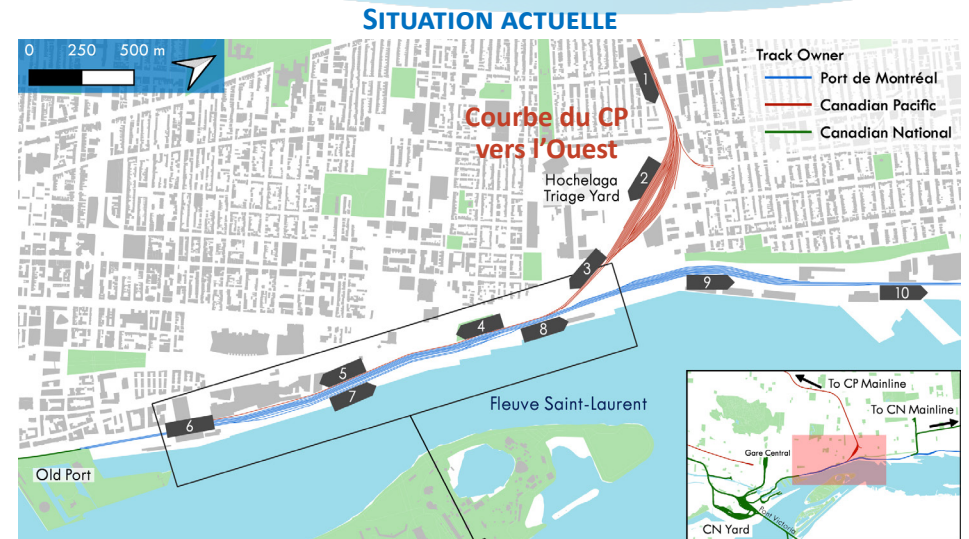 SITUATION ACTUELLE
0 250 500 m
Track Owner
Port de Montréal
Canadian Pacific
Canadian National
1
Courbe du CP
vers l'Ouest
2
Hochelaga
Triage Yard
3
9
10
4
8
5
7
6
Fleuve Saint-Laurent
Old Port
To CP Mainline
To CN Mainline
Gare Central
Pont Victoria
CN Yard